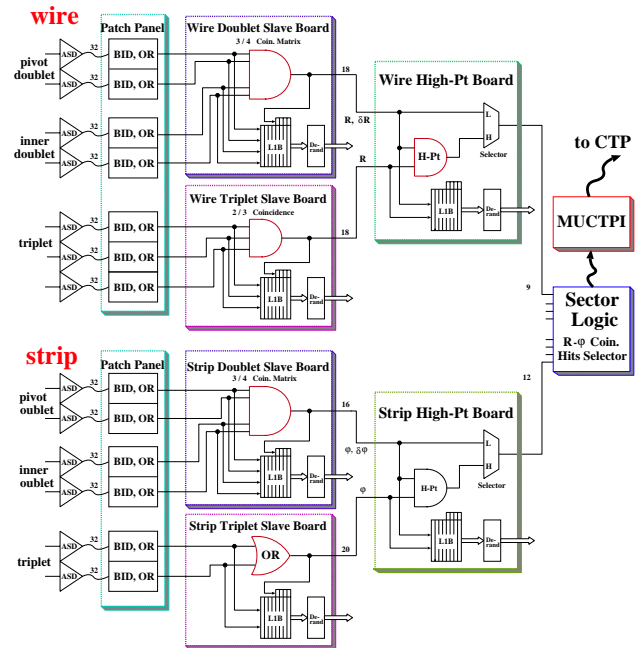 wire
Patch Panel
Wire Doublet Slave Board
3 / 4 Coin. Matrix
pivot
doublet
ASD
32
BID, OR
ASD
BID, OR
18
R, δR
inner
doublet
ASD
32
BID, OR
ASD
BID, OR
L1B
De-
rand
Wire High-Pt Board
L
H
Selector
H-Pt
R
L1B
De-
rand
Wire Triplet Slave Board
2 / 3 Coincidence
triplet
ASD
32
BID, OR
ASD
BID, OR
ASD
BID, OR
18
L1B
De-
rand
to CTP
MUCTPI
9
Sector
Logic
R-φ Coin.
Hits Selector
12
strip
Patch Panel
Strip Doublet Slave Board
3 / 4 Coin. Matrix
pivot
oublet
ASD
32
BID, OR
ASD
BID, OR
16
φ, δφ
inner
oublet
ASD
32
BID, OR
ASD
BID, OR
L1B
De-
rand
Strip High-Pt Board
L
H
Selector
H-Pt
φ
L1B
De-
rand
Strip Triplet Slave Board
triplet
ASD
32
BID, OR
ASD
32
BID, OR
OR
20
L1B
De-
rand